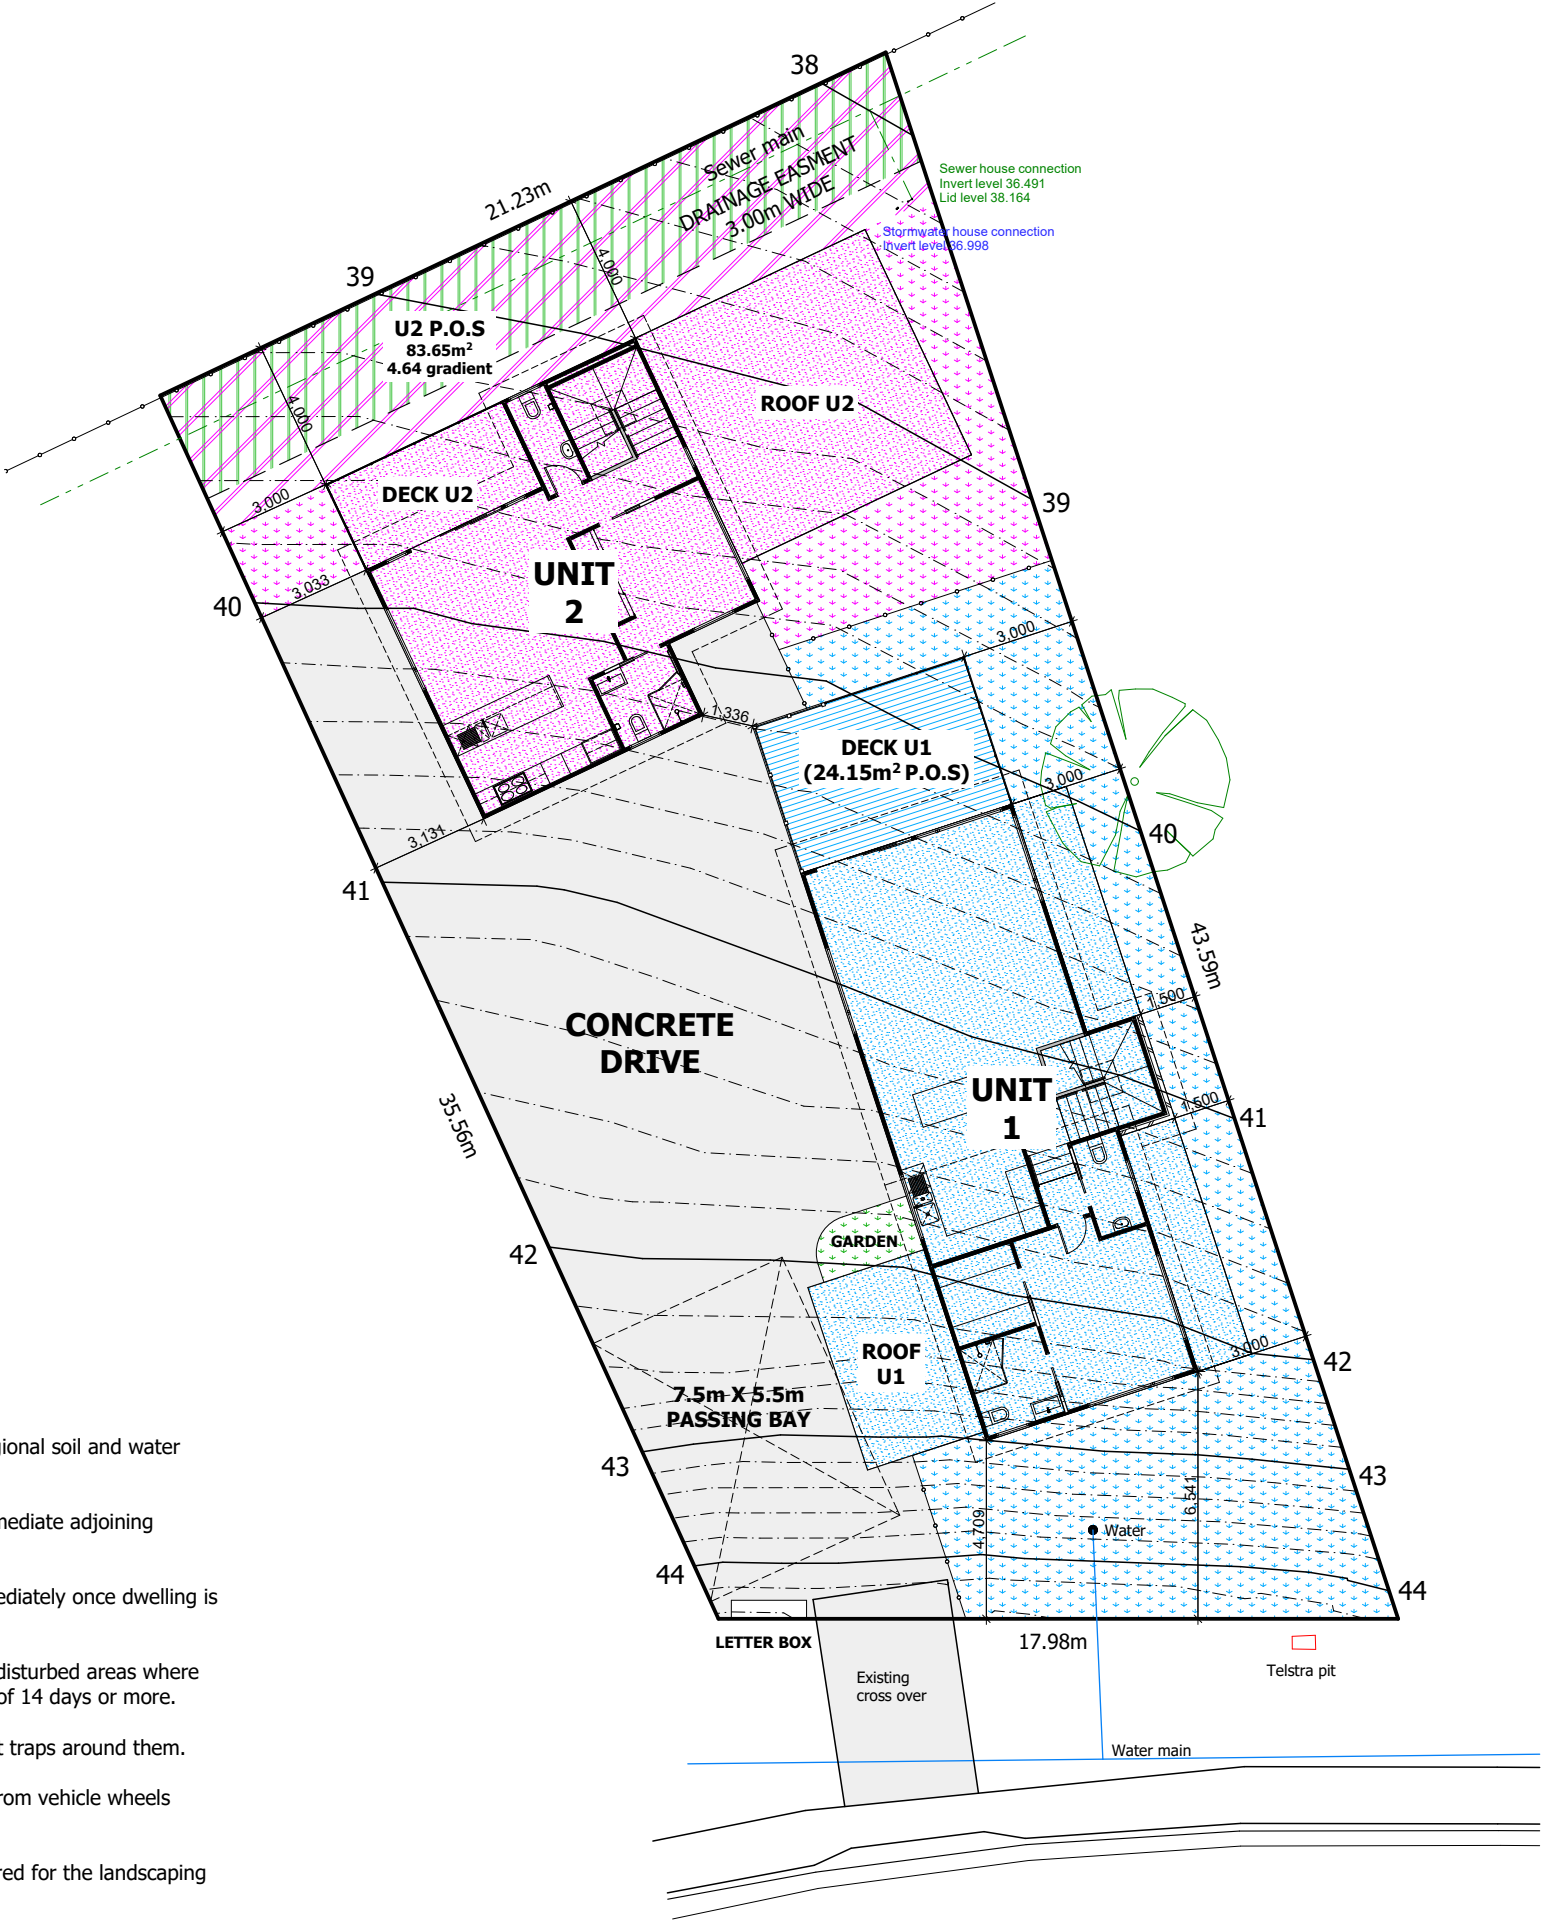 38
Sewer main
DRAINAGE EASMENT
3.00m WIDE
Sewer house connection
Invert level 36.491
Lid level 38.164
Stormwater house connection
Invert level 36.998
21.23m
39
4,000
U2 P.O.S
83.65m²
4.64 gradient
4,000
ROOF U2
DECK U2
3,000
39
UNIT
2
3,033
40
3,000
1,336
DECK U1
(24.15m² P.O.S)
3,000
40
3,131
41
43.59m
1,500
CONCRETE
DRIVE
UNIT
1
1,500
41
35.56m
GARDEN
42
3,000
42
ROOF
U1
7.5m X 5.5m
PASSING BAY
43
43
gional soil and water
mediate adjoining
ediately once dwelling is
disturbed areas where
of 14 days or more.
t traps around them.
rom vehicle wheels
red for the landscaping
4,709
6,541
Water
44
44
LETTER BOX
17.98m
Telstra pit
Existing
cross over
Water main